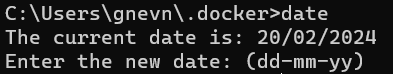 C:\Users\gnevn\.docker>date
The current date is: 20/02/2024
Enter the new date: (dd-mm-yy)